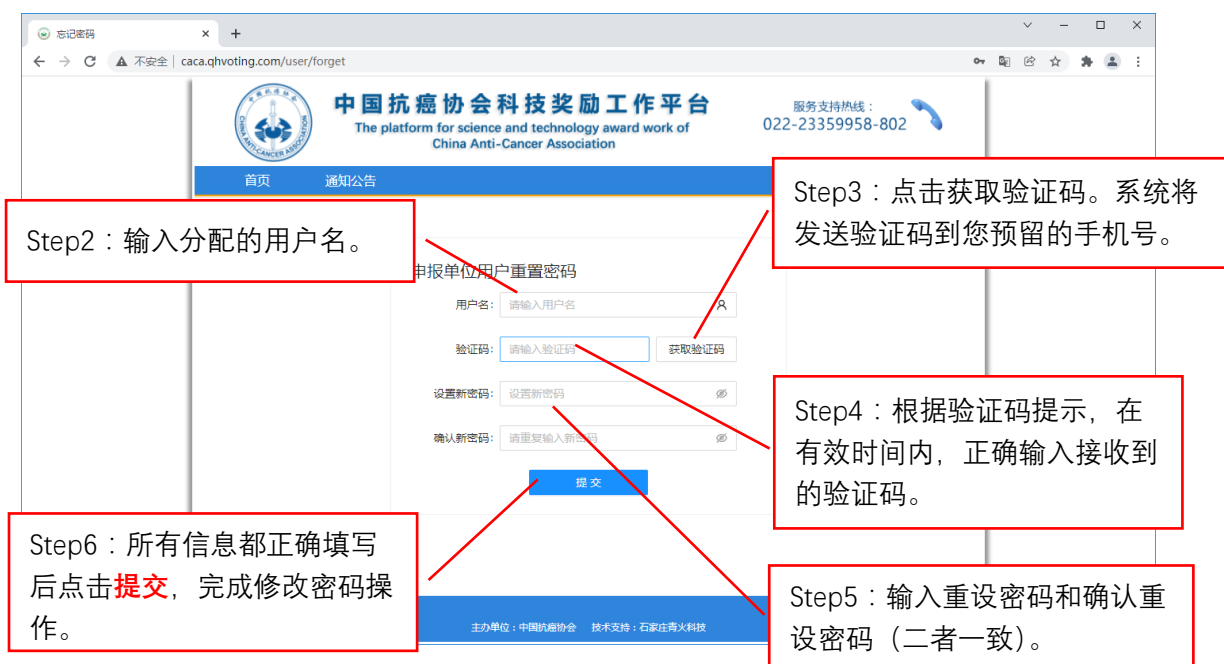 忘记密码
不安全 | caca.qhvoting.com/user/forget
中国抗癌协会科技奖励工作平台
The platform for science and technology award work of
China Anti-Cancer Association
服务支持热线：
022-23359958-802
首页 通知公告
Step2：输入分配的用户名。
Step3：点击获取验证码。系统将
发送验证码到您预留的手机号。
申报单位用户重置密码
用户名： 请输入用户名
验证码： 请输入验证码 获取验证码
设置新密码： 设置新密码
确认新密码： 请重复输入新密码
提 交
Step4：根据验证码提示，在
有效时间内，正确输入接收到
的验证码。
Step6：所有信息都正确填写
后点击提交，完成修改密码操
作。
Step5：输入重设密码和确认重
设密码（二者一致）。
主办单位：中国抗癌协会 技术支持：石家庄青火科技